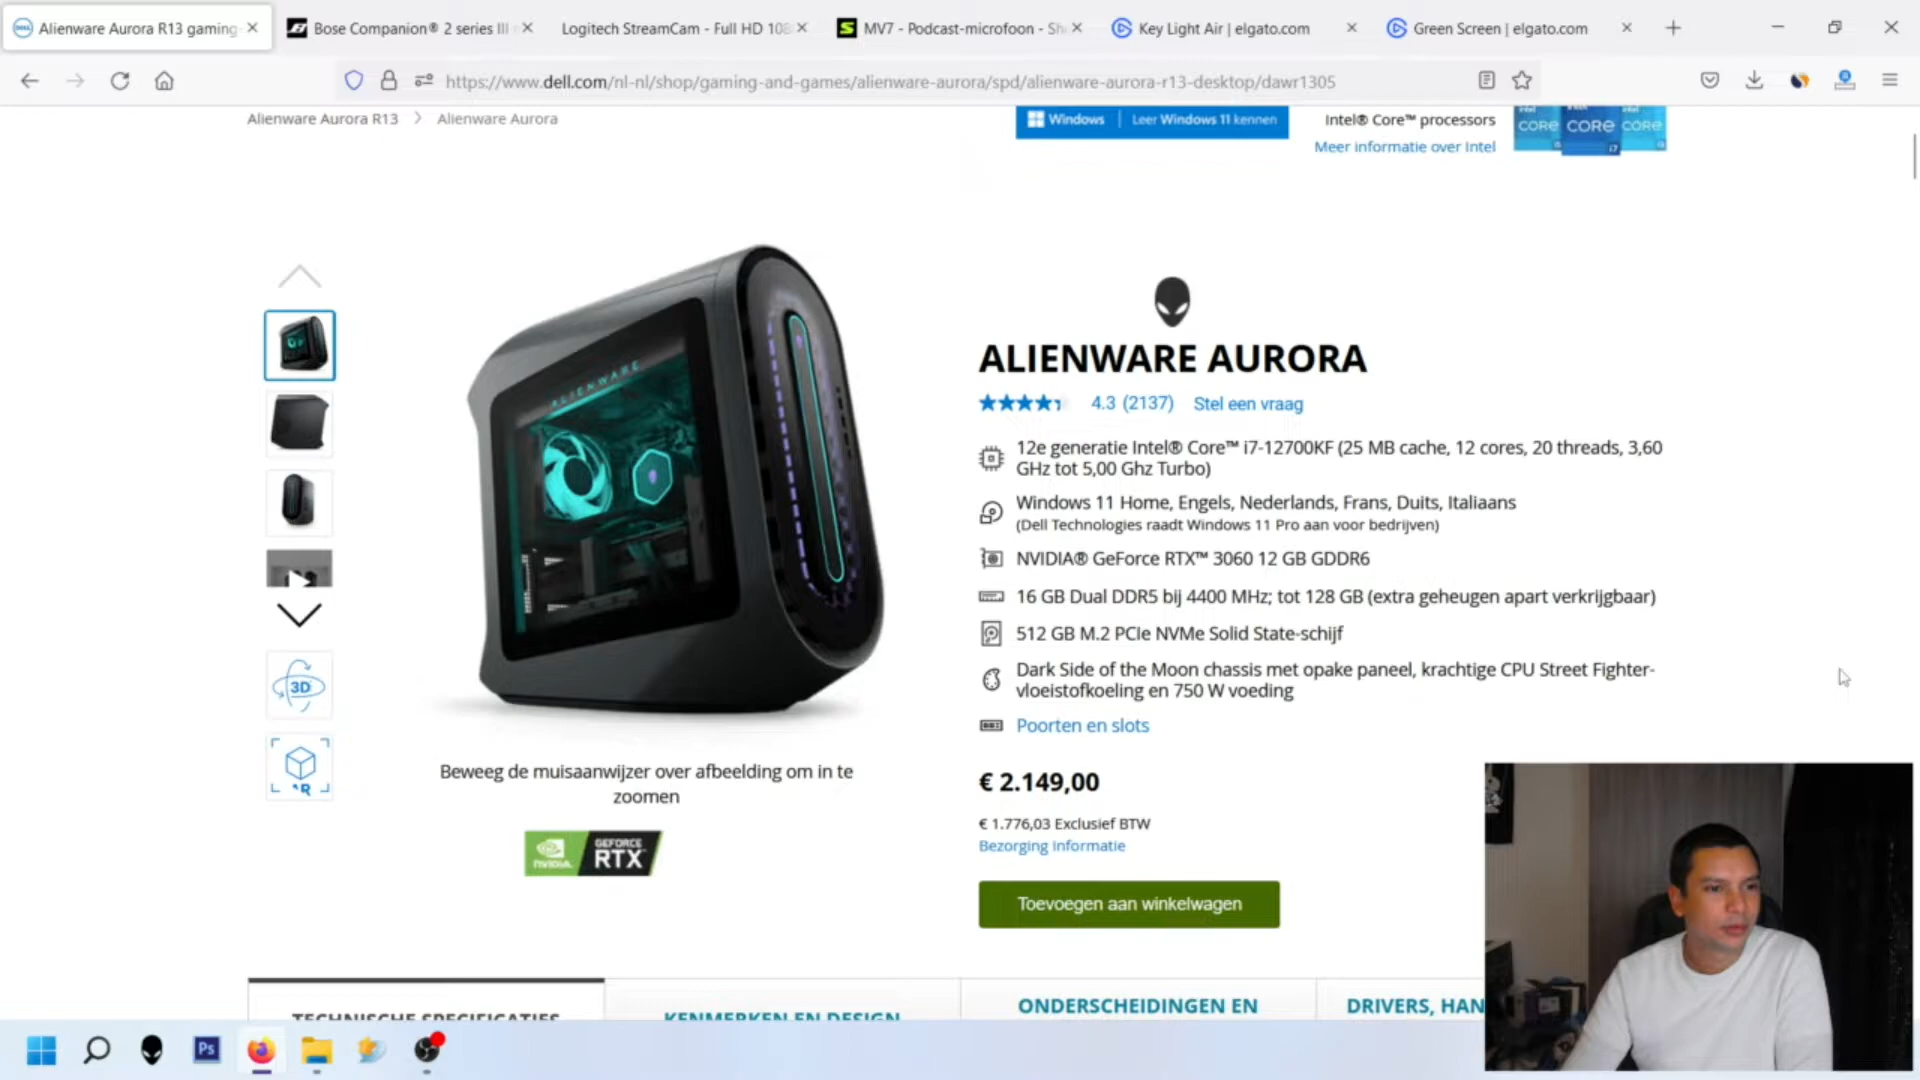 Alienware Aurora R13 gaming
Bose Companion® 2 series III
Logitech StreamCam - Full HD 108
MV7 - Podcast-microfoon - Sh
Key Light Air | elgato.com
Green Screen | elgato.com
https://www.dell.com/nl-nl/shop/gaming-and-games/alienware-aurora/spd/alienware-aurora-r13-desktop/dawr1305
Alienware Aurora R13 > Alienware Aurora
Windows | Leer Windows 11 kennen
Intel® Core™ processors
Meer informatie over Intel
intel intel intel
CORE CORE CORE
i7
ALIENWARE
ALIENWARE AURORA
4.3 (2137) Stel een vraag
12e generatie Intel® Core™ i7-12700KF (25 MB cache, 12 cores, 20 threads, 3,60
GHz tot 5,00 Ghz Turbo)
Windows 11 Home, Engels, Nederlands, Frans, Duits, Italiaans
(Dell Technologies raadt Windows 11 Pro aan voor bedrijven)
NVIDIA® GeForce RTX™ 3060 12 GB GDDR6
16 GB Dual DDR5 bij 4400 MHz; tot 128 GB (extra geheugen apart verkrijgbaar)
512 GB M.2 PCIe NVMe Solid State-schijf
Dark Side of the Moon chassis met opake paneel, krachtige CPU Street Fighter-
vloeistofkoeling en 750 W voeding
Poorten en slots
3D
Beweeg de muisaanwijzer over afbeelding om in te
zoomen
NVIDIA. GEFORCE
RTX
€ 2.149,00
€ 1.776,03 Exclusief BTW
Bezorging informatie
Toevoegen aan winkelwagen
TECHNISCHE SPECIFICATIES
KENMERKEN EN DESIGN
ONDERSCHEIDINGEN EN
DRIVERS, HAN
Ps